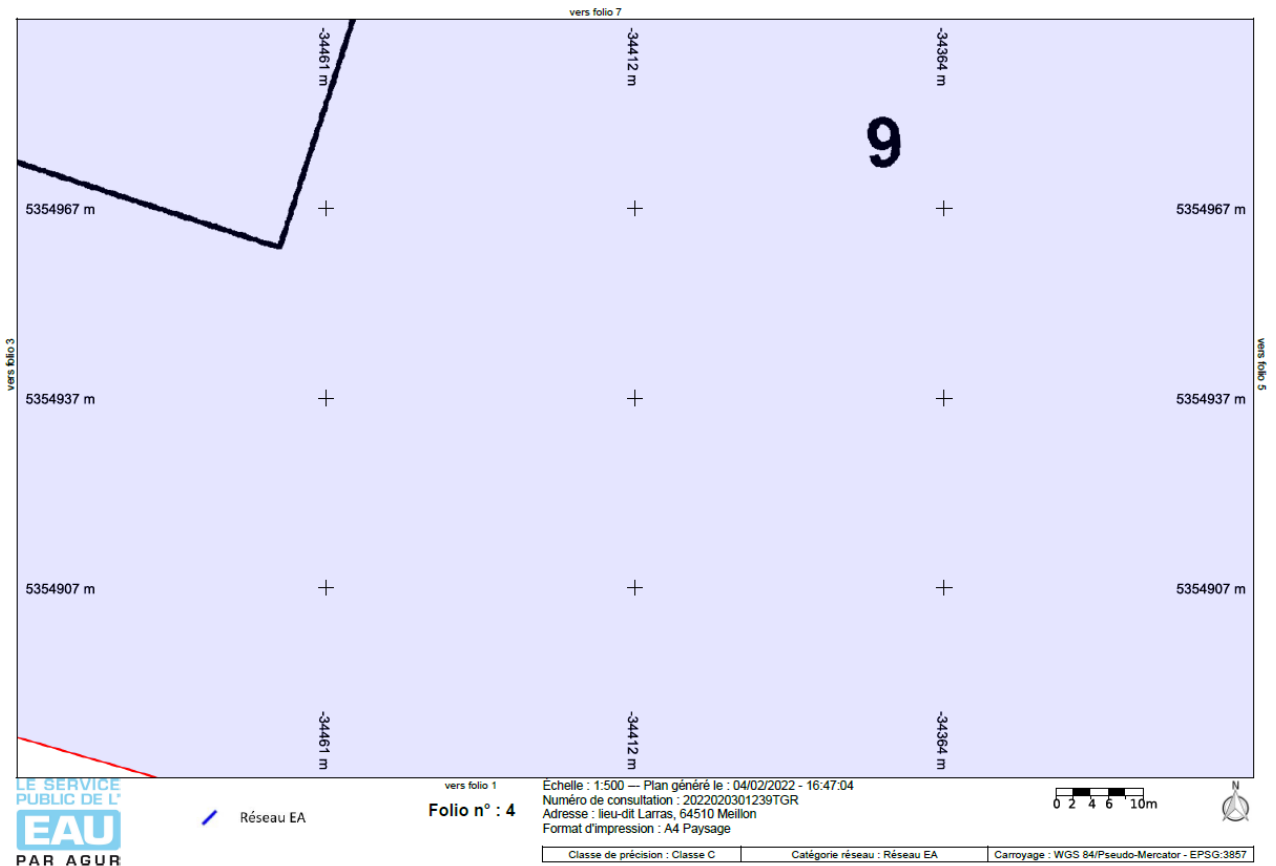 vers folio 7
-34461 m
-34412 m
-34364 m
9
5354967 m
5354967 m
vers folio 3
vers folio 5
5354937 m
5354937 m
5354907 m
5354907 m
-34461 m
-34412 m
-34364 m
LE SERVICE
PUBLIC DE L'
EAU
PAR AGUR
Réseau EA
vers folio 1
Folio n° : 4
Échelle : 1:500 --- Plan généré le : 04/02/2022 - 16:47:04
Numéro de consultation : 2022020301239TGR
Adresse : lieu-dit Larras, 64510 Meillon
Format d'impression : A4 Paysage
Classe de précision : Classe C
Catégorie réseau : Réseau EA
Carroyage : WGS 84/Pseudo-Mercator - EPSG:3857
0 2 4 6 10m
N